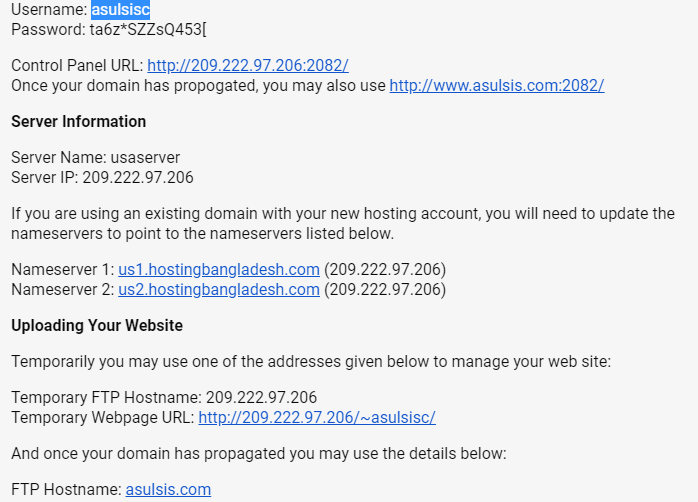 Username: asulsisc
Password: ta6z*SZZsQ453[
Control Panel URL: http://209.222.97.206:2082/
Once your domain has propogated, you may also use http://www.asulsis.com:2082/
Server Information
Server Name: usaserver
Server IP: 209.222.97.206
If you are using an existing domain with your new hosting account, you will need to update the
nameservers to point to the nameservers listed below.
Nameserver 1: us1.hostingbangladesh.com (209.222.97.206)
Nameserver 2: us2.hostingbangladesh.com (209.222.97.206)
Uploading Your Website
Temporarily you may use one of the addresses given below to manage your web site:
Temporary FTP Hostname: 209.222.97.206
Temporary Webpage URL: http://209.222.97.206/~asulsisc/
And once your domain has propagated you may use the details below:
FTP Hostname: asulsis.com